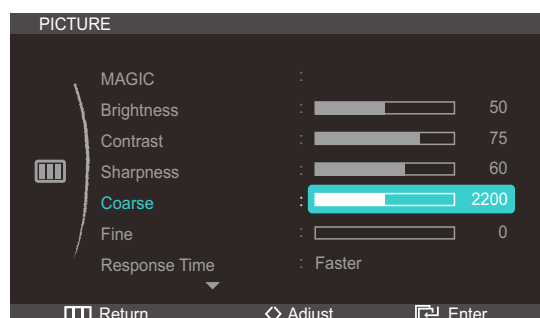 PICTURE
MAGIC :
Brightness : 50
Contrast : 75
Sharpness : 60
Coarse : 2200
Fine : 0
Response Time : Faster
Return Adjust Enter